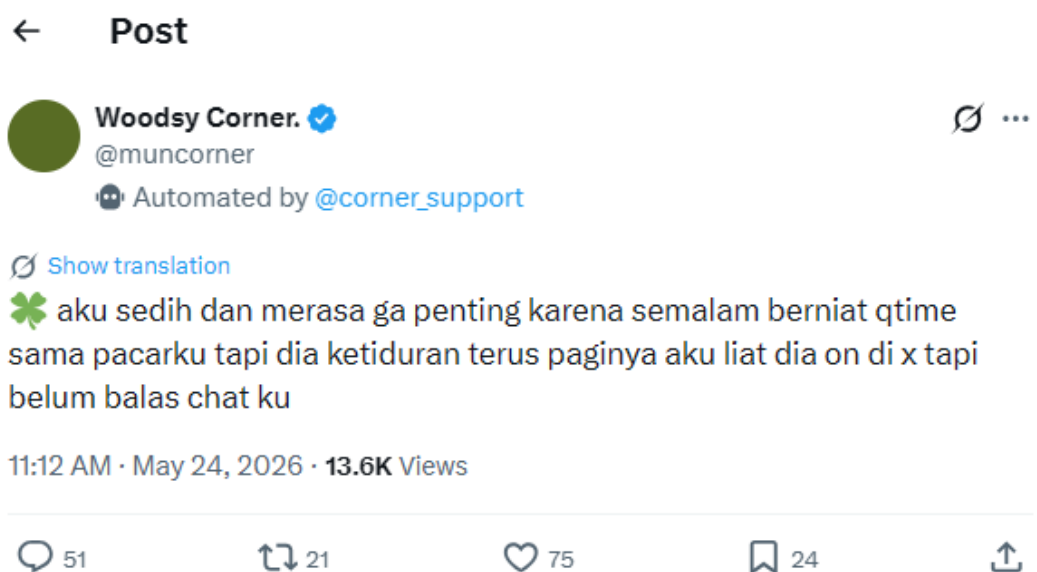 Post
Woodsy Corner.
@muncorner
Automated by @corner_support
Show translation
🍀 aku sedih dan merasa ga penting karena semalam berniat qtime
sama pacarku tapi dia ketiduran terus paginya aku liat dia on di x tapi
belum balas chat ku
11:12 AM · May 24, 2026 · 13.6K Views
51 21 75 24